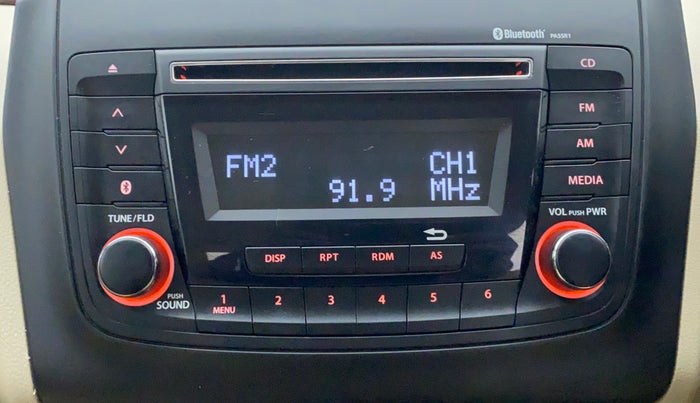 Bluetooth® PA55R1
CD
FM
AM
MEDIA
FM2 CH1
91.9 MHz
TUNE/FLD
VOL PUSH PWR
DISP RPT RDM AS
PUSH
SOUND
1 2 3 4 5 6
MENU